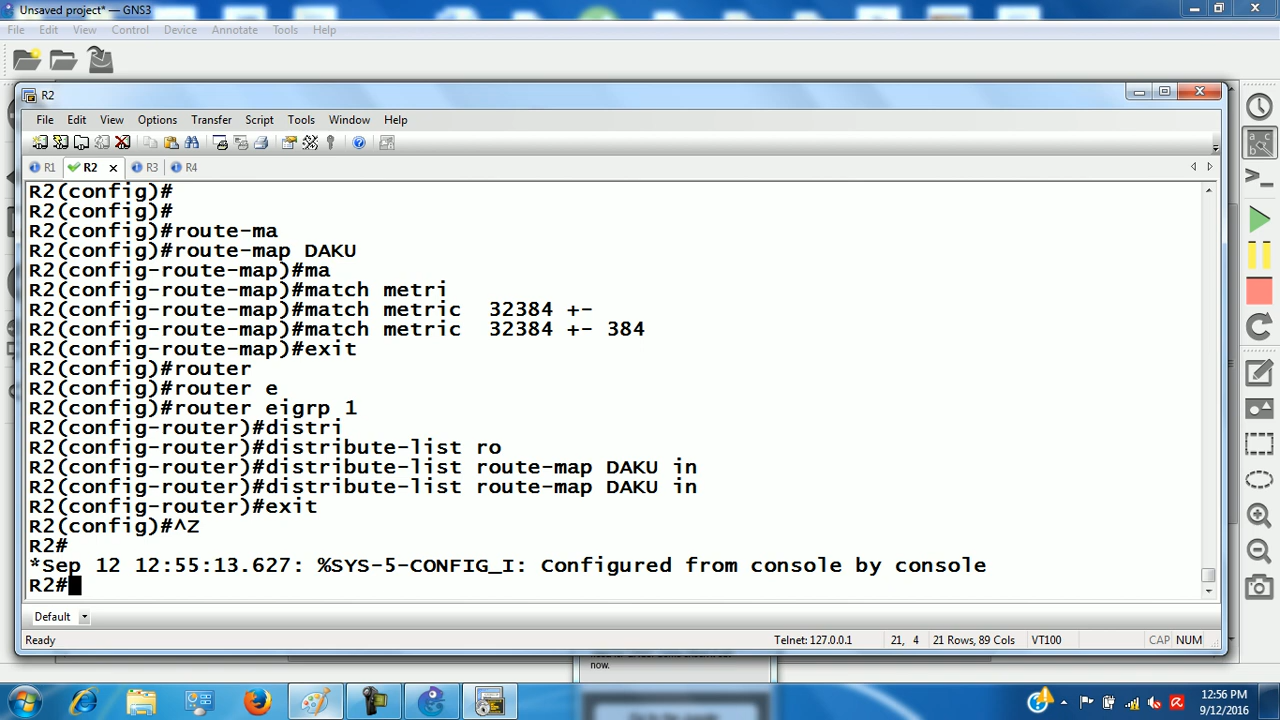 Unsaved project* — GNS3
File Edit View Control Device Annotate Tools Help
R2
File Edit View Options Transfer Script Tools Window Help
R1 R2 R3 R4
R2(config)#
R2(config)#
R2(config)#route-ma
R2(config)#route-map DAKU
R2(config-route-map)#ma
R2(config-route-map)#match metri
R2(config-route-map)#match metric  32384 +-
R2(config-route-map)#match metric  32384 +- 384
R2(config-route-map)#exit
R2(config)#router
R2(config)#router e
R2(config)#router eigrp 1
R2(config-router)#distri
R2(config-router)#distribute-list ro
R2(config-router)#distribute-list route-map DAKU in
R2(config-router)#distribute-list route-map DAKU in
R2(config-router)#exit
R2(config)#^Z
R2#
*Sep 12 12:55:13.627: %SYS-5-CONFIG_I: Configured from console by console
R2#
Default
Ready Telnet: 127.0.0.1 21, 4 21 Rows, 89 Cols VT100 CAP NUM
now.
12:56 PM
9/12/2016